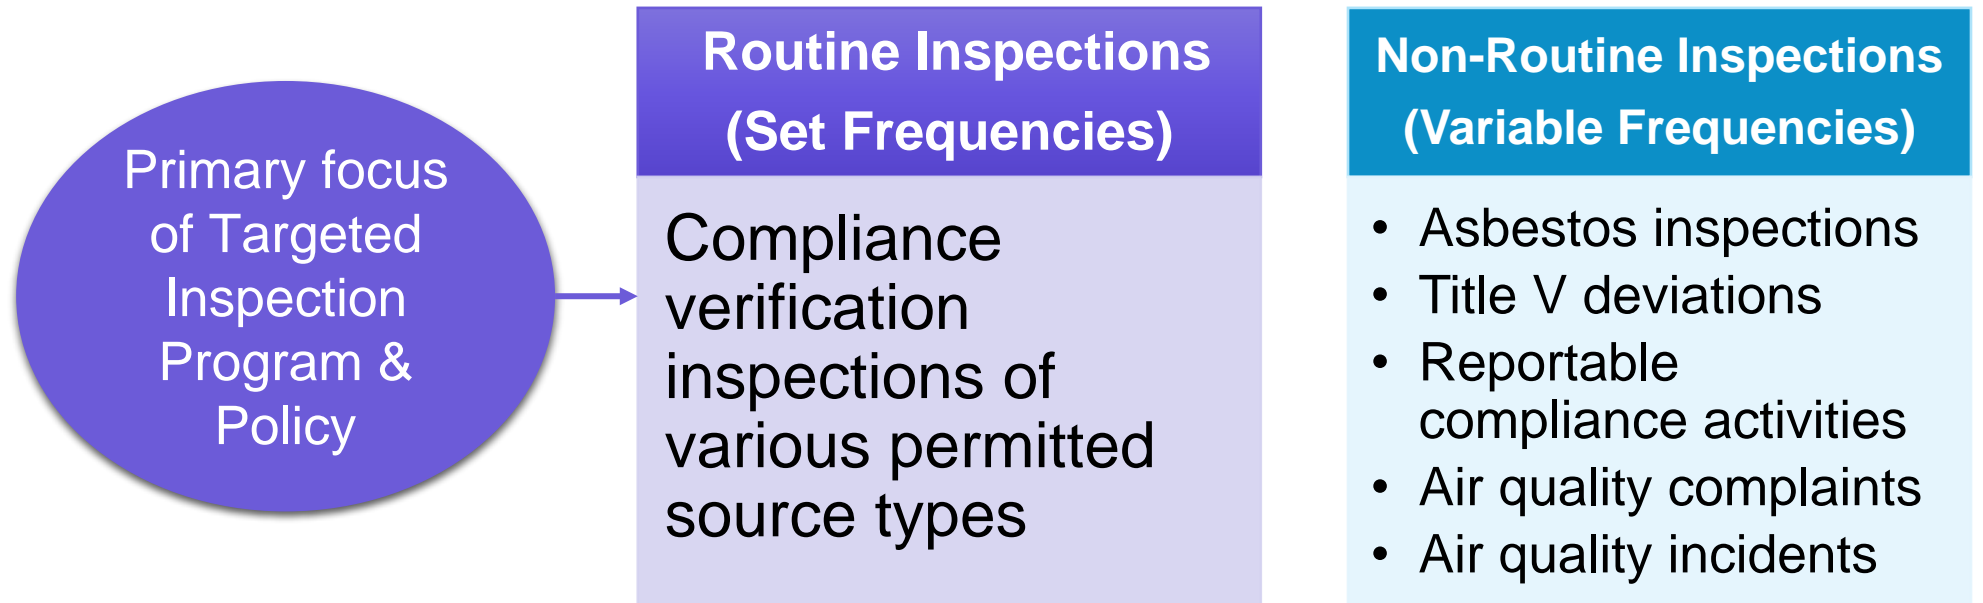 Primary focus
of Targeted
Inspection
Program &
Policy
Routine Inspections
(Set Frequencies)
Compliance
verification
inspections of
various permitted
source types
Non-Routine Inspections
(Variable Frequencies)
• Asbestos inspections
• Title V deviations
• Reportable
compliance activities
• Air quality complaints
• Air quality incidents